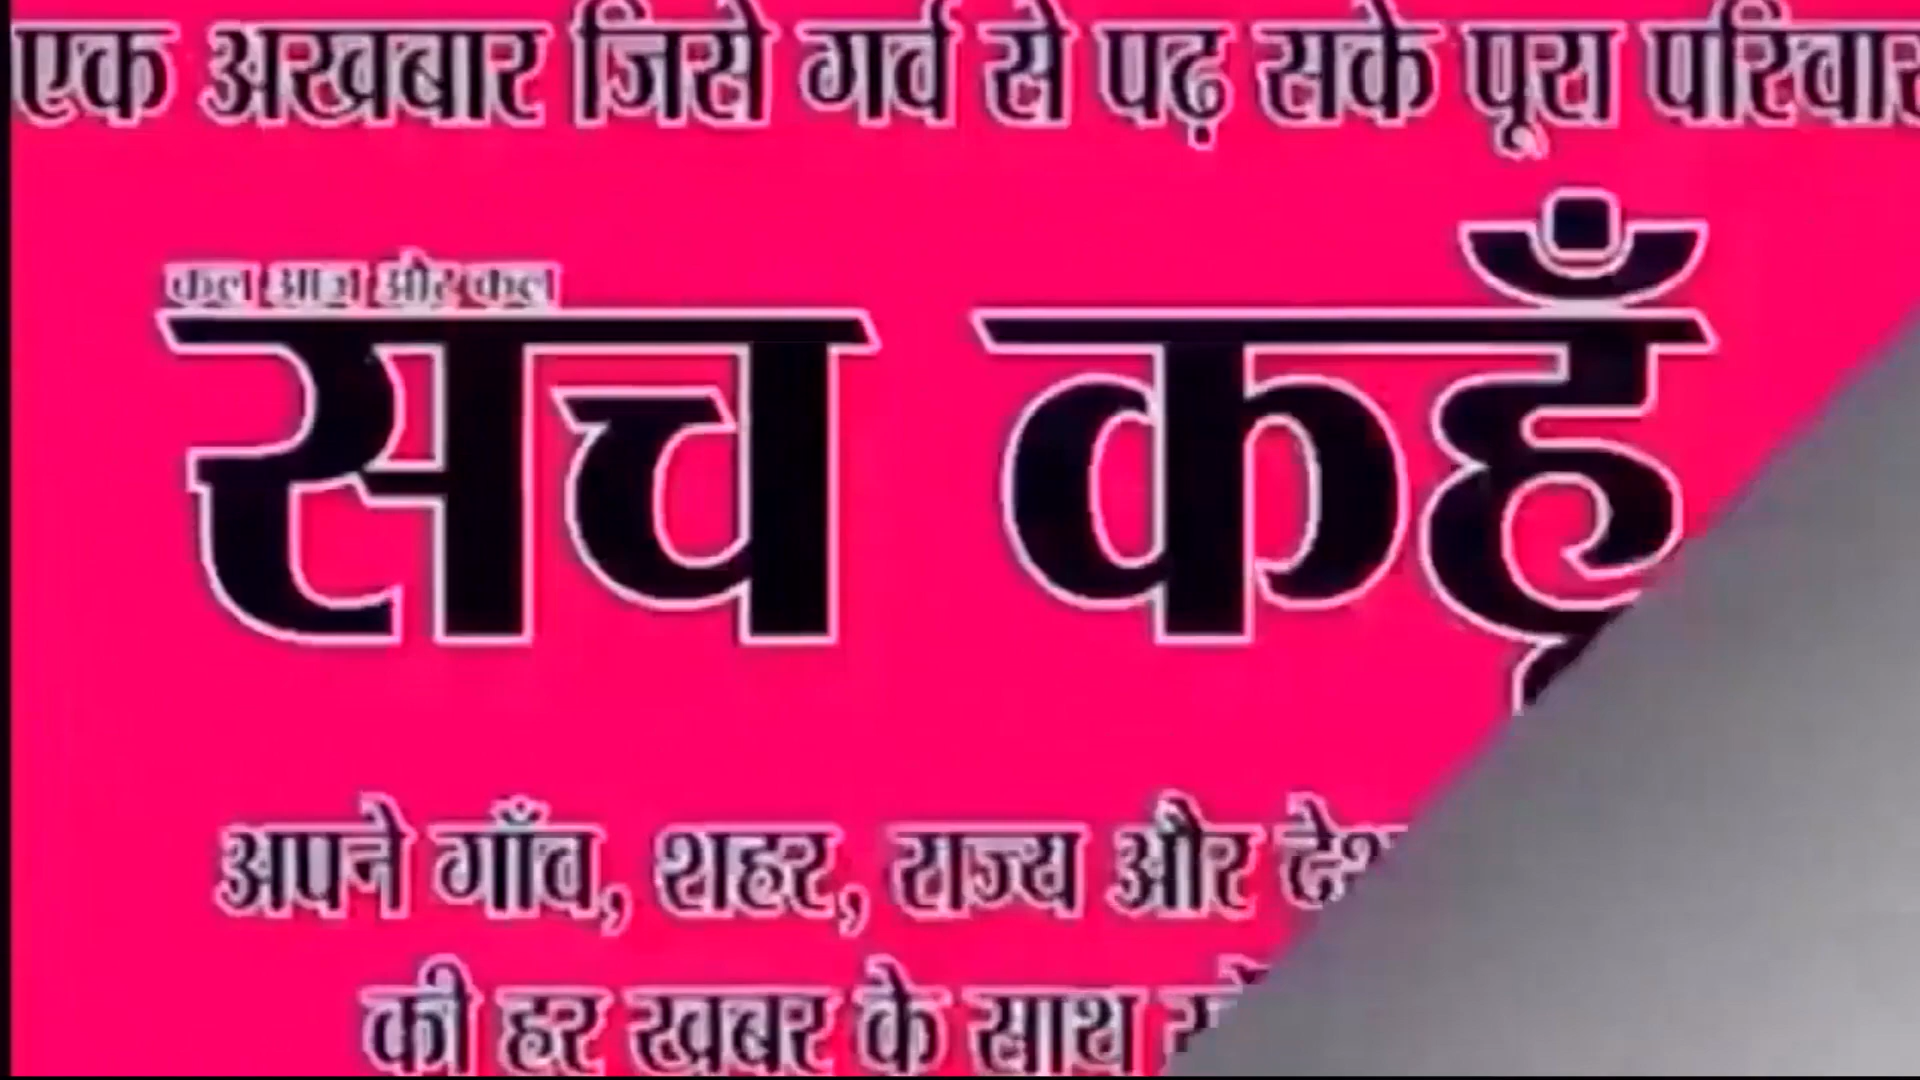 एक अखबार जिसे गर्व से पढ़ सके पूरा परिवार
कल आज और कल
सच कहूँ
अपने गाँव, शहर, राज्य और
की हर खबर के साथ